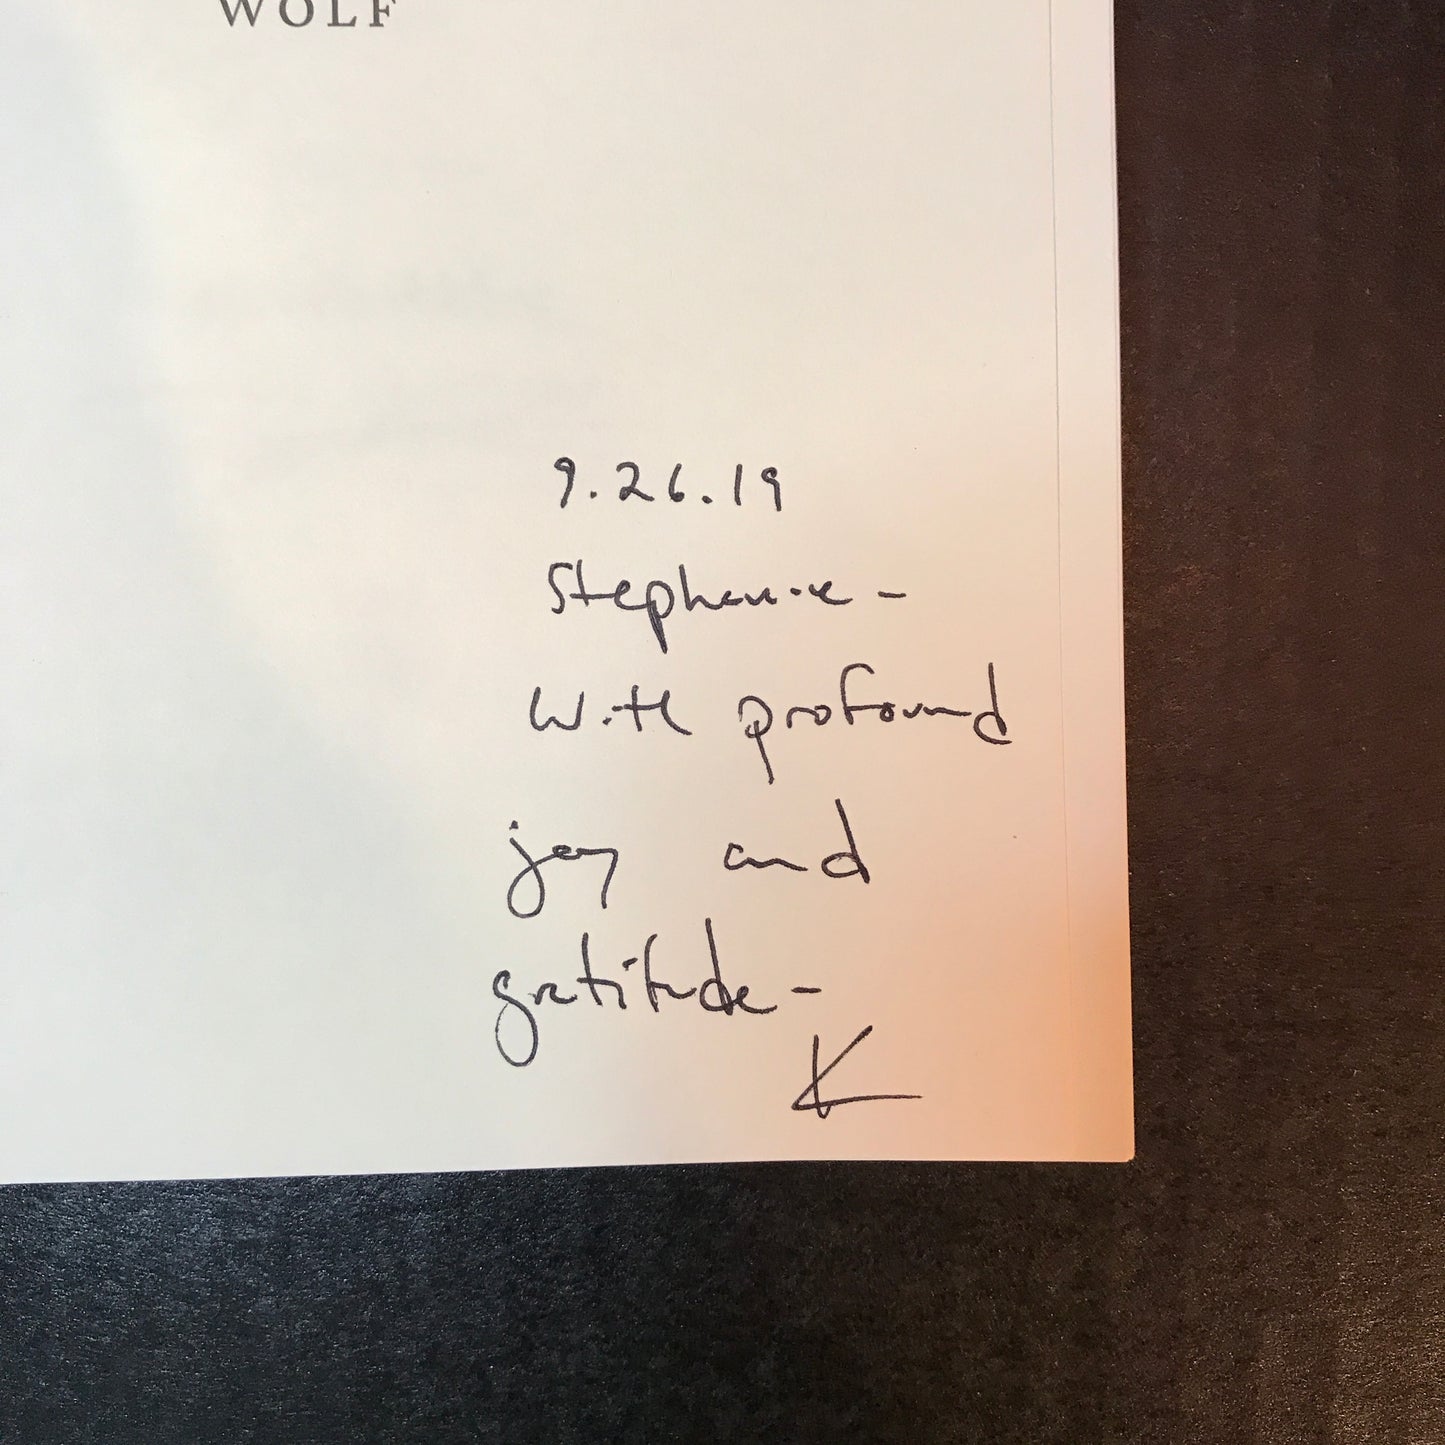 WOLF
9.26.19
Stephanie -
With profound
joy and
gratitude -
K